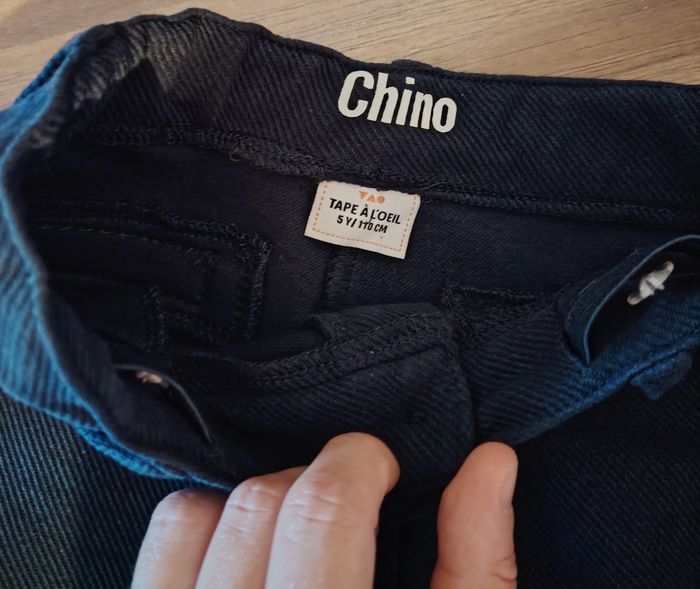 Chino
TAO
TAPE À L'OEIL
5 Y/ 110 CM